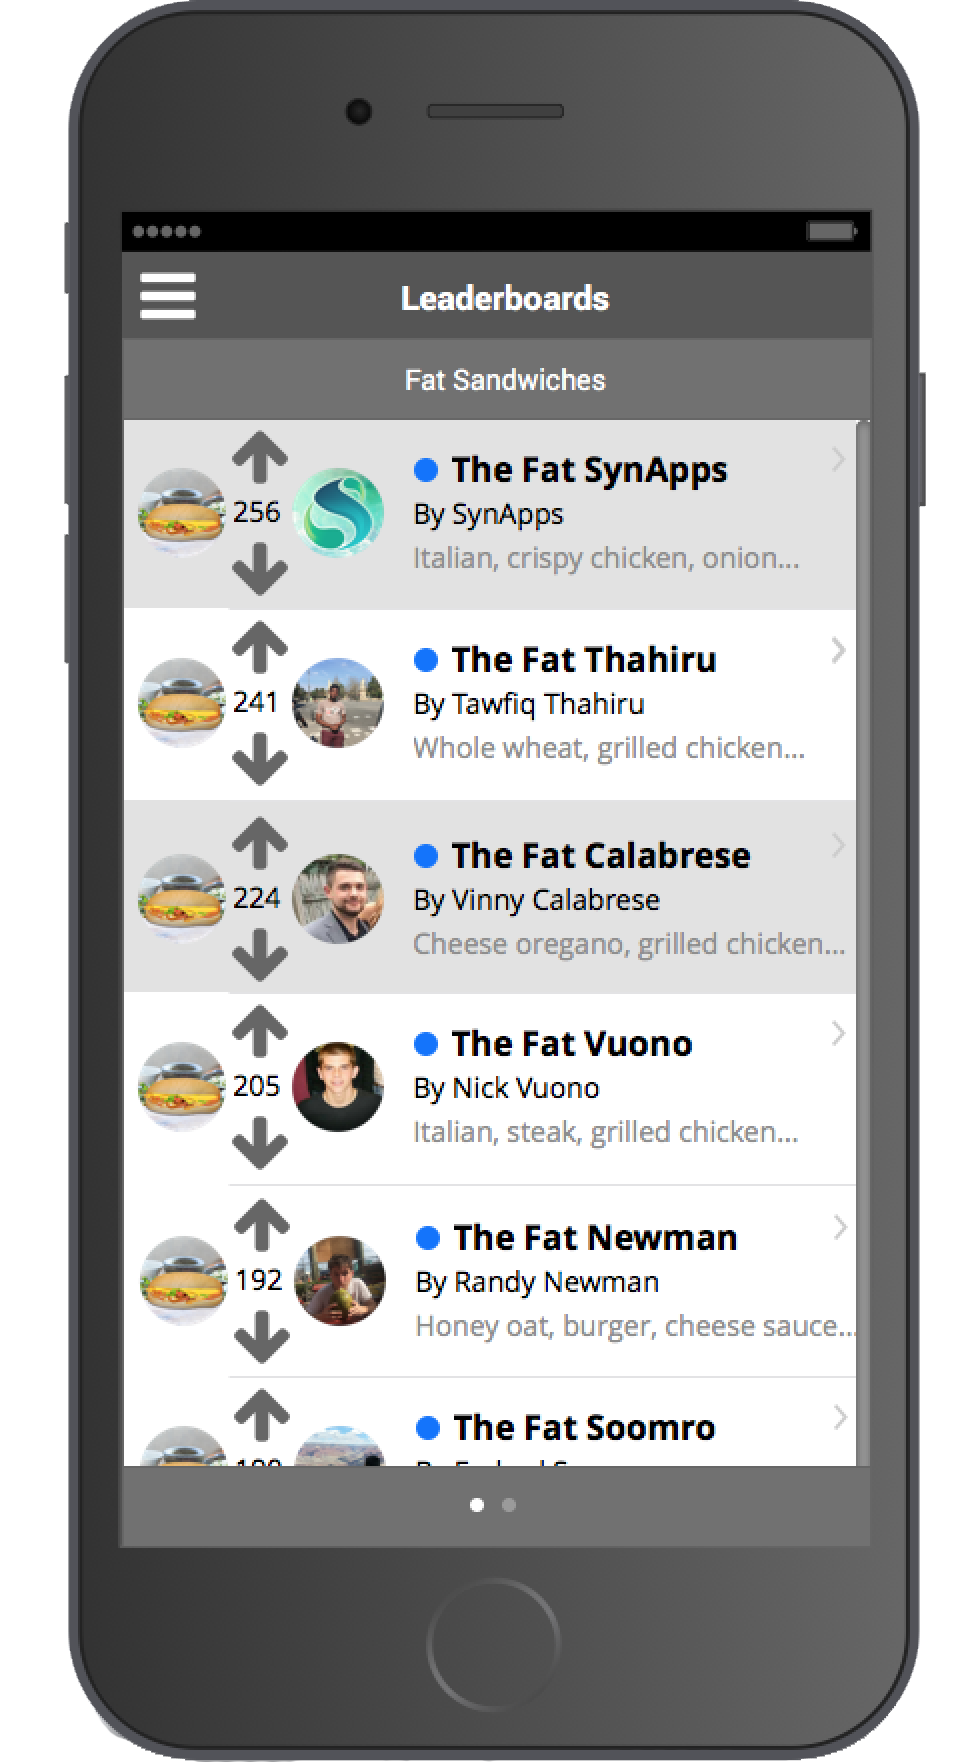 Leaderboards
Fat Sandwiches
The Fat SynApps
256
By SynApps
Italian, crispy chicken, onion...
The Fat Thahiru
241
By Tawfiq Thahiru
Whole wheat, grilled chicken...
The Fat Calabrese
224
By Vinny Calabrese
Cheese oregano, grilled chicken...
The Fat Vuono
205
By Nick Vuono
Italian, steak, grilled chicken...
The Fat Newman
192
By Randy Newman
Honey oat, burger, cheese sauce...
The Fat Soomro